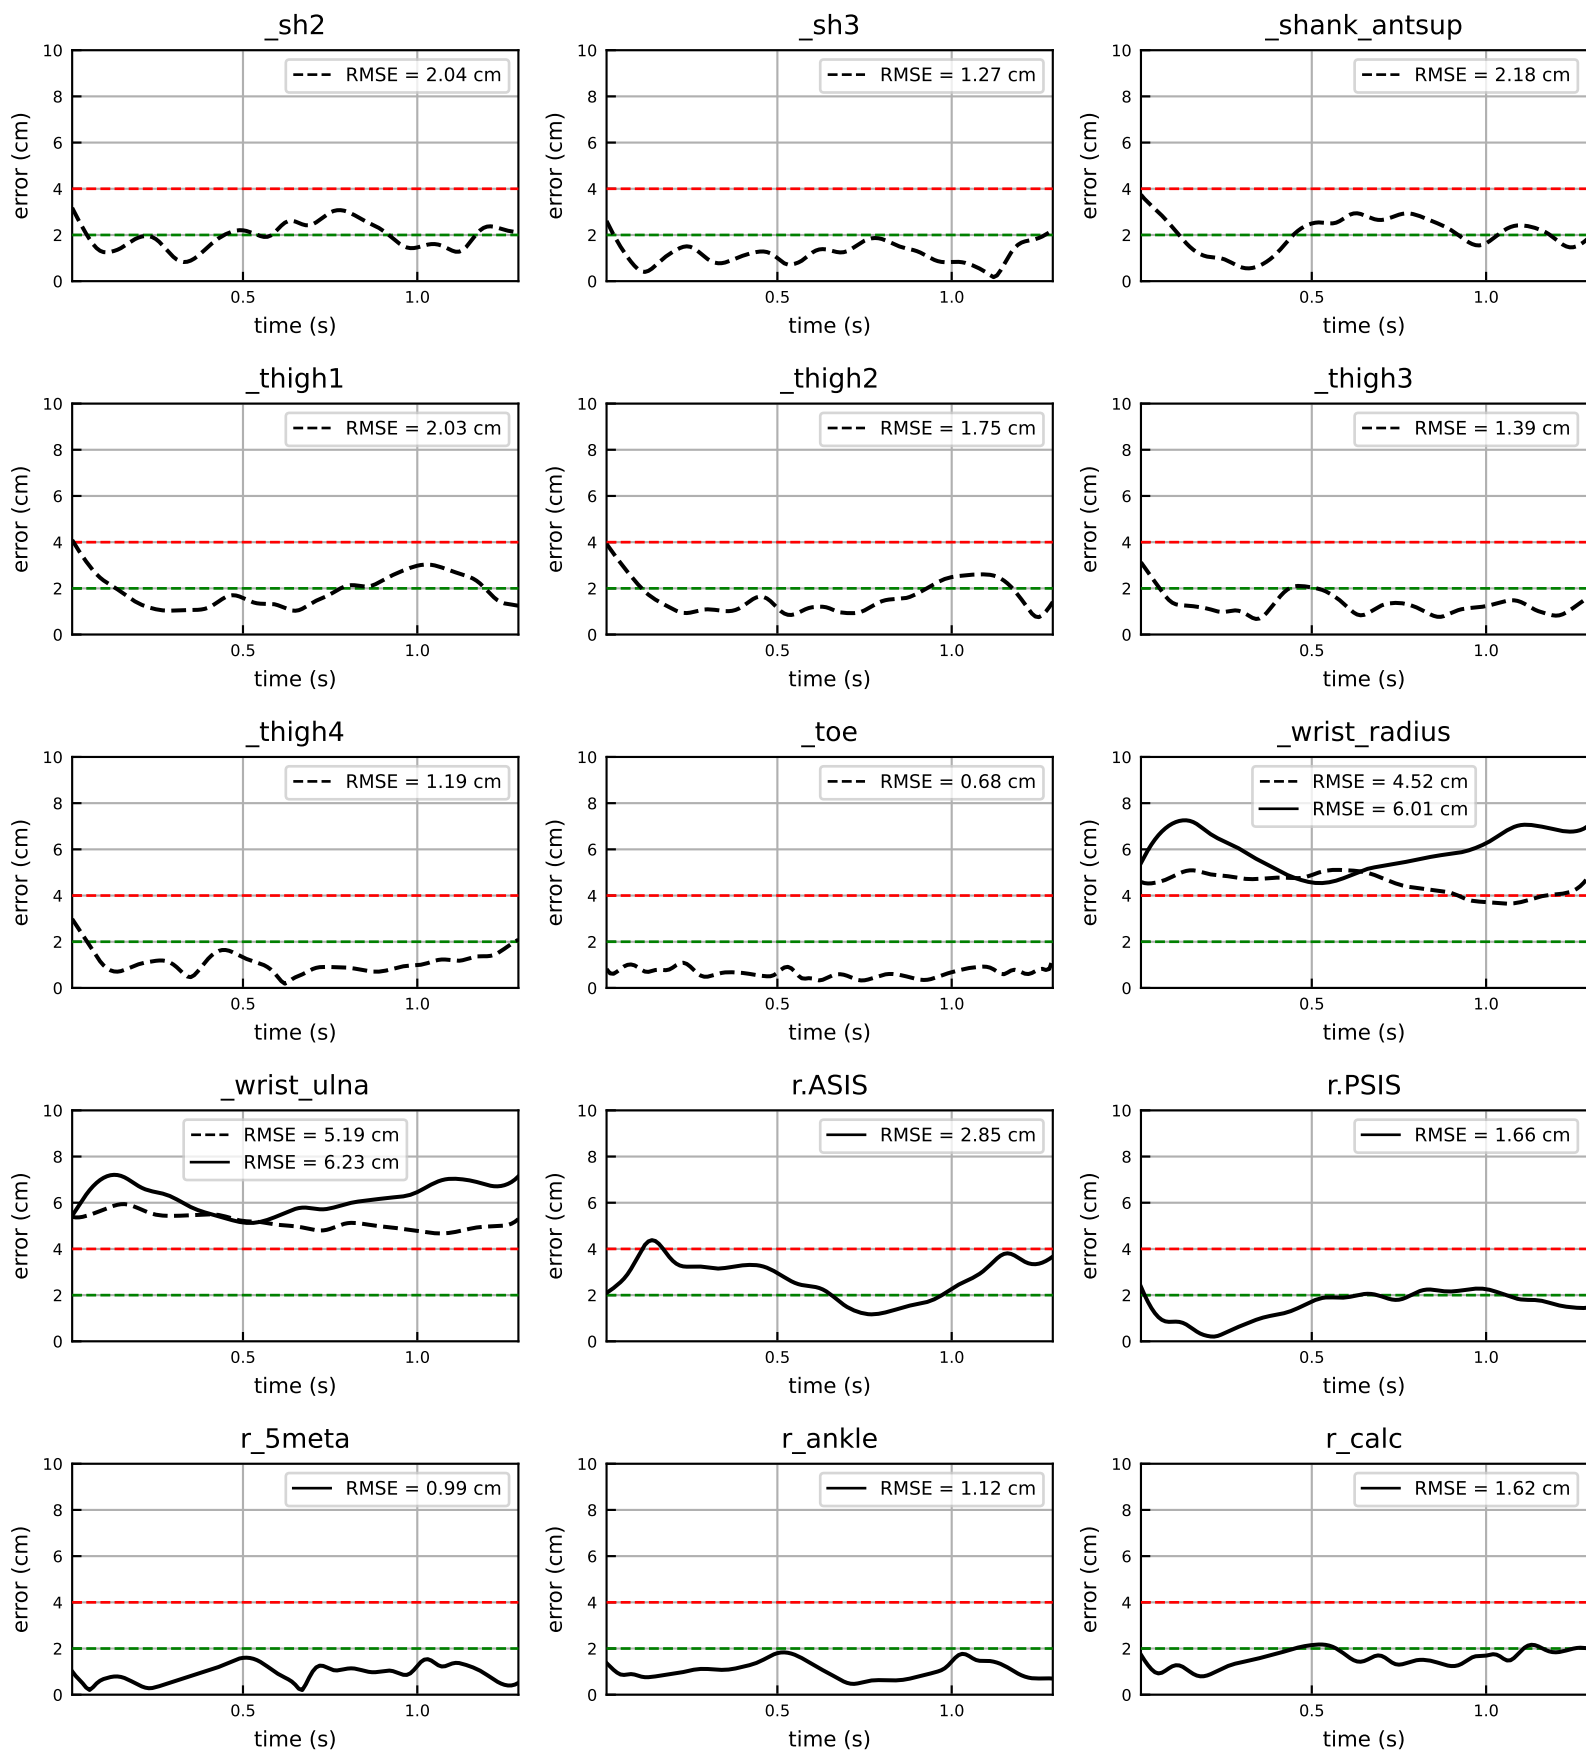 _sh2
RMSE = 2.04 cm
error (cm)
10
8
6
4
2
0
0.5
1.0
time (s)
_sh3
RMSE = 1.27 cm
error (cm)
10
8
6
4
2
0
0.5
1.0
time (s)
_shank_antsup
RMSE = 2.18 cm
error (cm)
10
8
6
4
2
0
0.5
1.0
time (s)
_thigh1
RMSE = 2.03 cm
error (cm)
10
8
6
4
2
0
0.5
1.0
time (s)
_thigh2
RMSE = 1.75 cm
error (cm)
10
8
6
4
2
0
0.5
1.0
time (s)
_thigh3
RMSE = 1.39 cm
error (cm)
10
8
6
4
2
0
0.5
1.0
time (s)
_thigh4
RMSE = 1.19 cm
error (cm)
10
8
6
4
2
0
0.5
1.0
time (s)
_toe
RMSE = 0.68 cm
error (cm)
10
8
6
4
2
0
0.5
1.0
time (s)
_wrist_radius
RMSE = 4.52 cm
RMSE = 6.01 cm
error (cm)
10
8
6
4
2
0
0.5
1.0
time (s)
_wrist_ulna
RMSE = 5.19 cm
RMSE = 6.23 cm
error (cm)
10
8
6
4
2
0
0.5
1.0
time (s)
r.ASIS
RMSE = 2.85 cm
error (cm)
10
8
6
4
2
0
0.5
1.0
time (s)
r.PSIS
RMSE = 1.66 cm
error (cm)
10
8
6
4
2
0
0.5
1.0
time (s)
r_5meta
RMSE = 0.99 cm
error (cm)
10
8
6
4
2
0
0.5
1.0
time (s)
r_ankle
RMSE = 1.12 cm
error (cm)
10
8
6
4
2
0
0.5
1.0
time (s)
r_calc
RMSE = 1.62 cm
error (cm)
10
8
6
4
2
0
0.5
1.0
time (s)